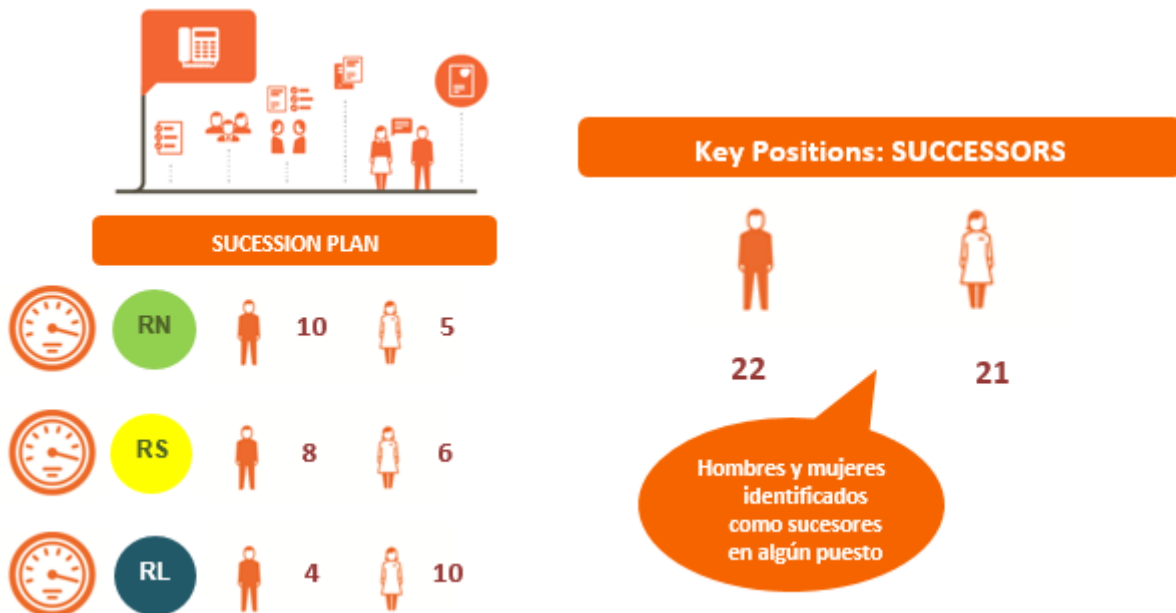 SUCESSION PLAN
RN
10
5
RS
8
6
RL
4
10
Key Positions: SUCCESSORS
22
21
Hombres y mujeres
identificados
como sucesores
en algún puesto